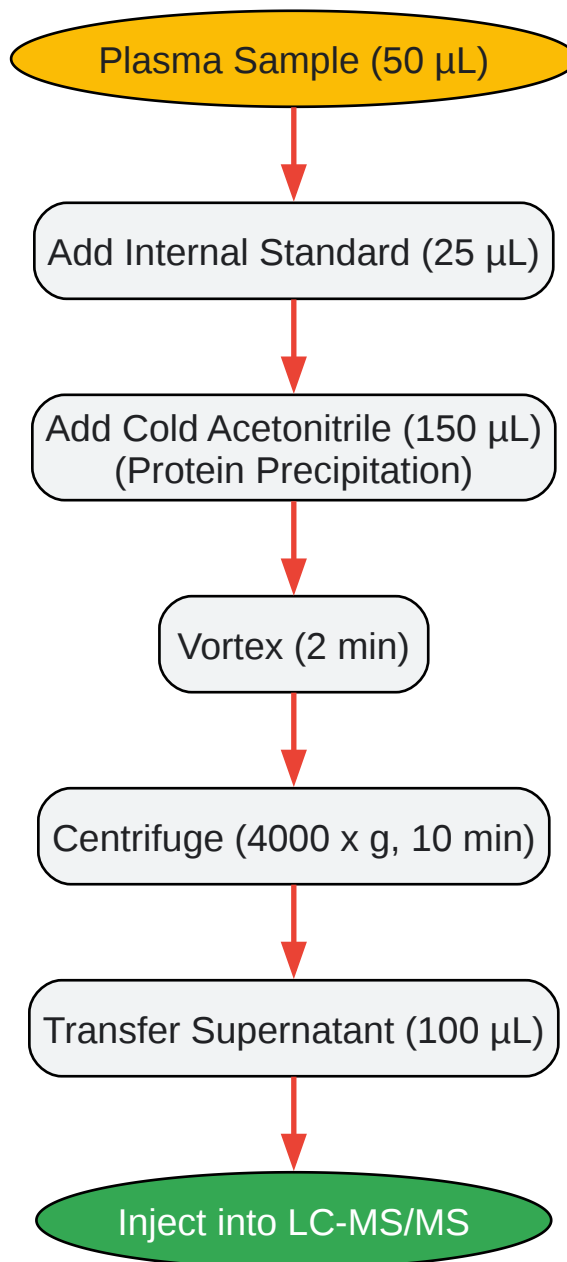 Plasma Sample (50 µL)
Add Internal Standard (25 µL)
Add Cold Acetonitrile (150 µL)
(Protein Precipitation)
Vortex (2 min)
Centrifuge (4000 x g, 10 min)
Transfer Supernatant (100 µL)
Inject into LC-MS/MS